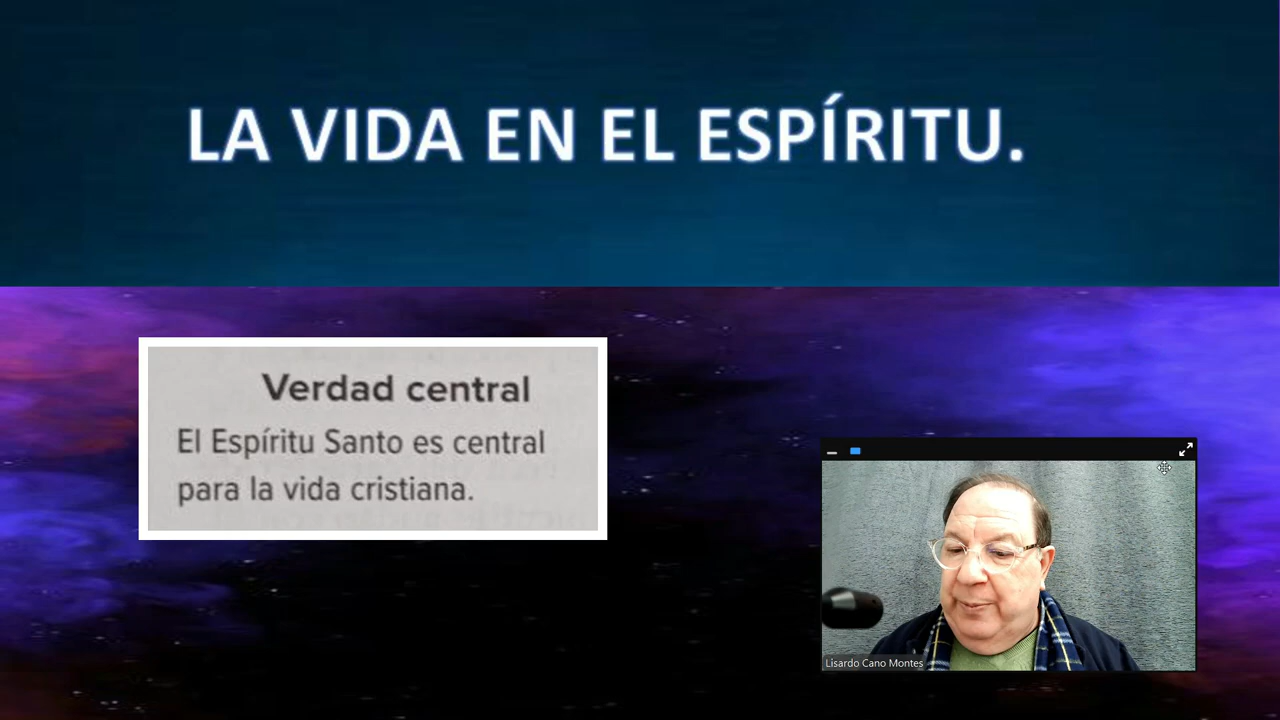 LA VIDA EN EL ESPÍRITU.
Verdad central
El Espíritu Santo es central
para la vida cristiana.
Lisardo Cano Montes